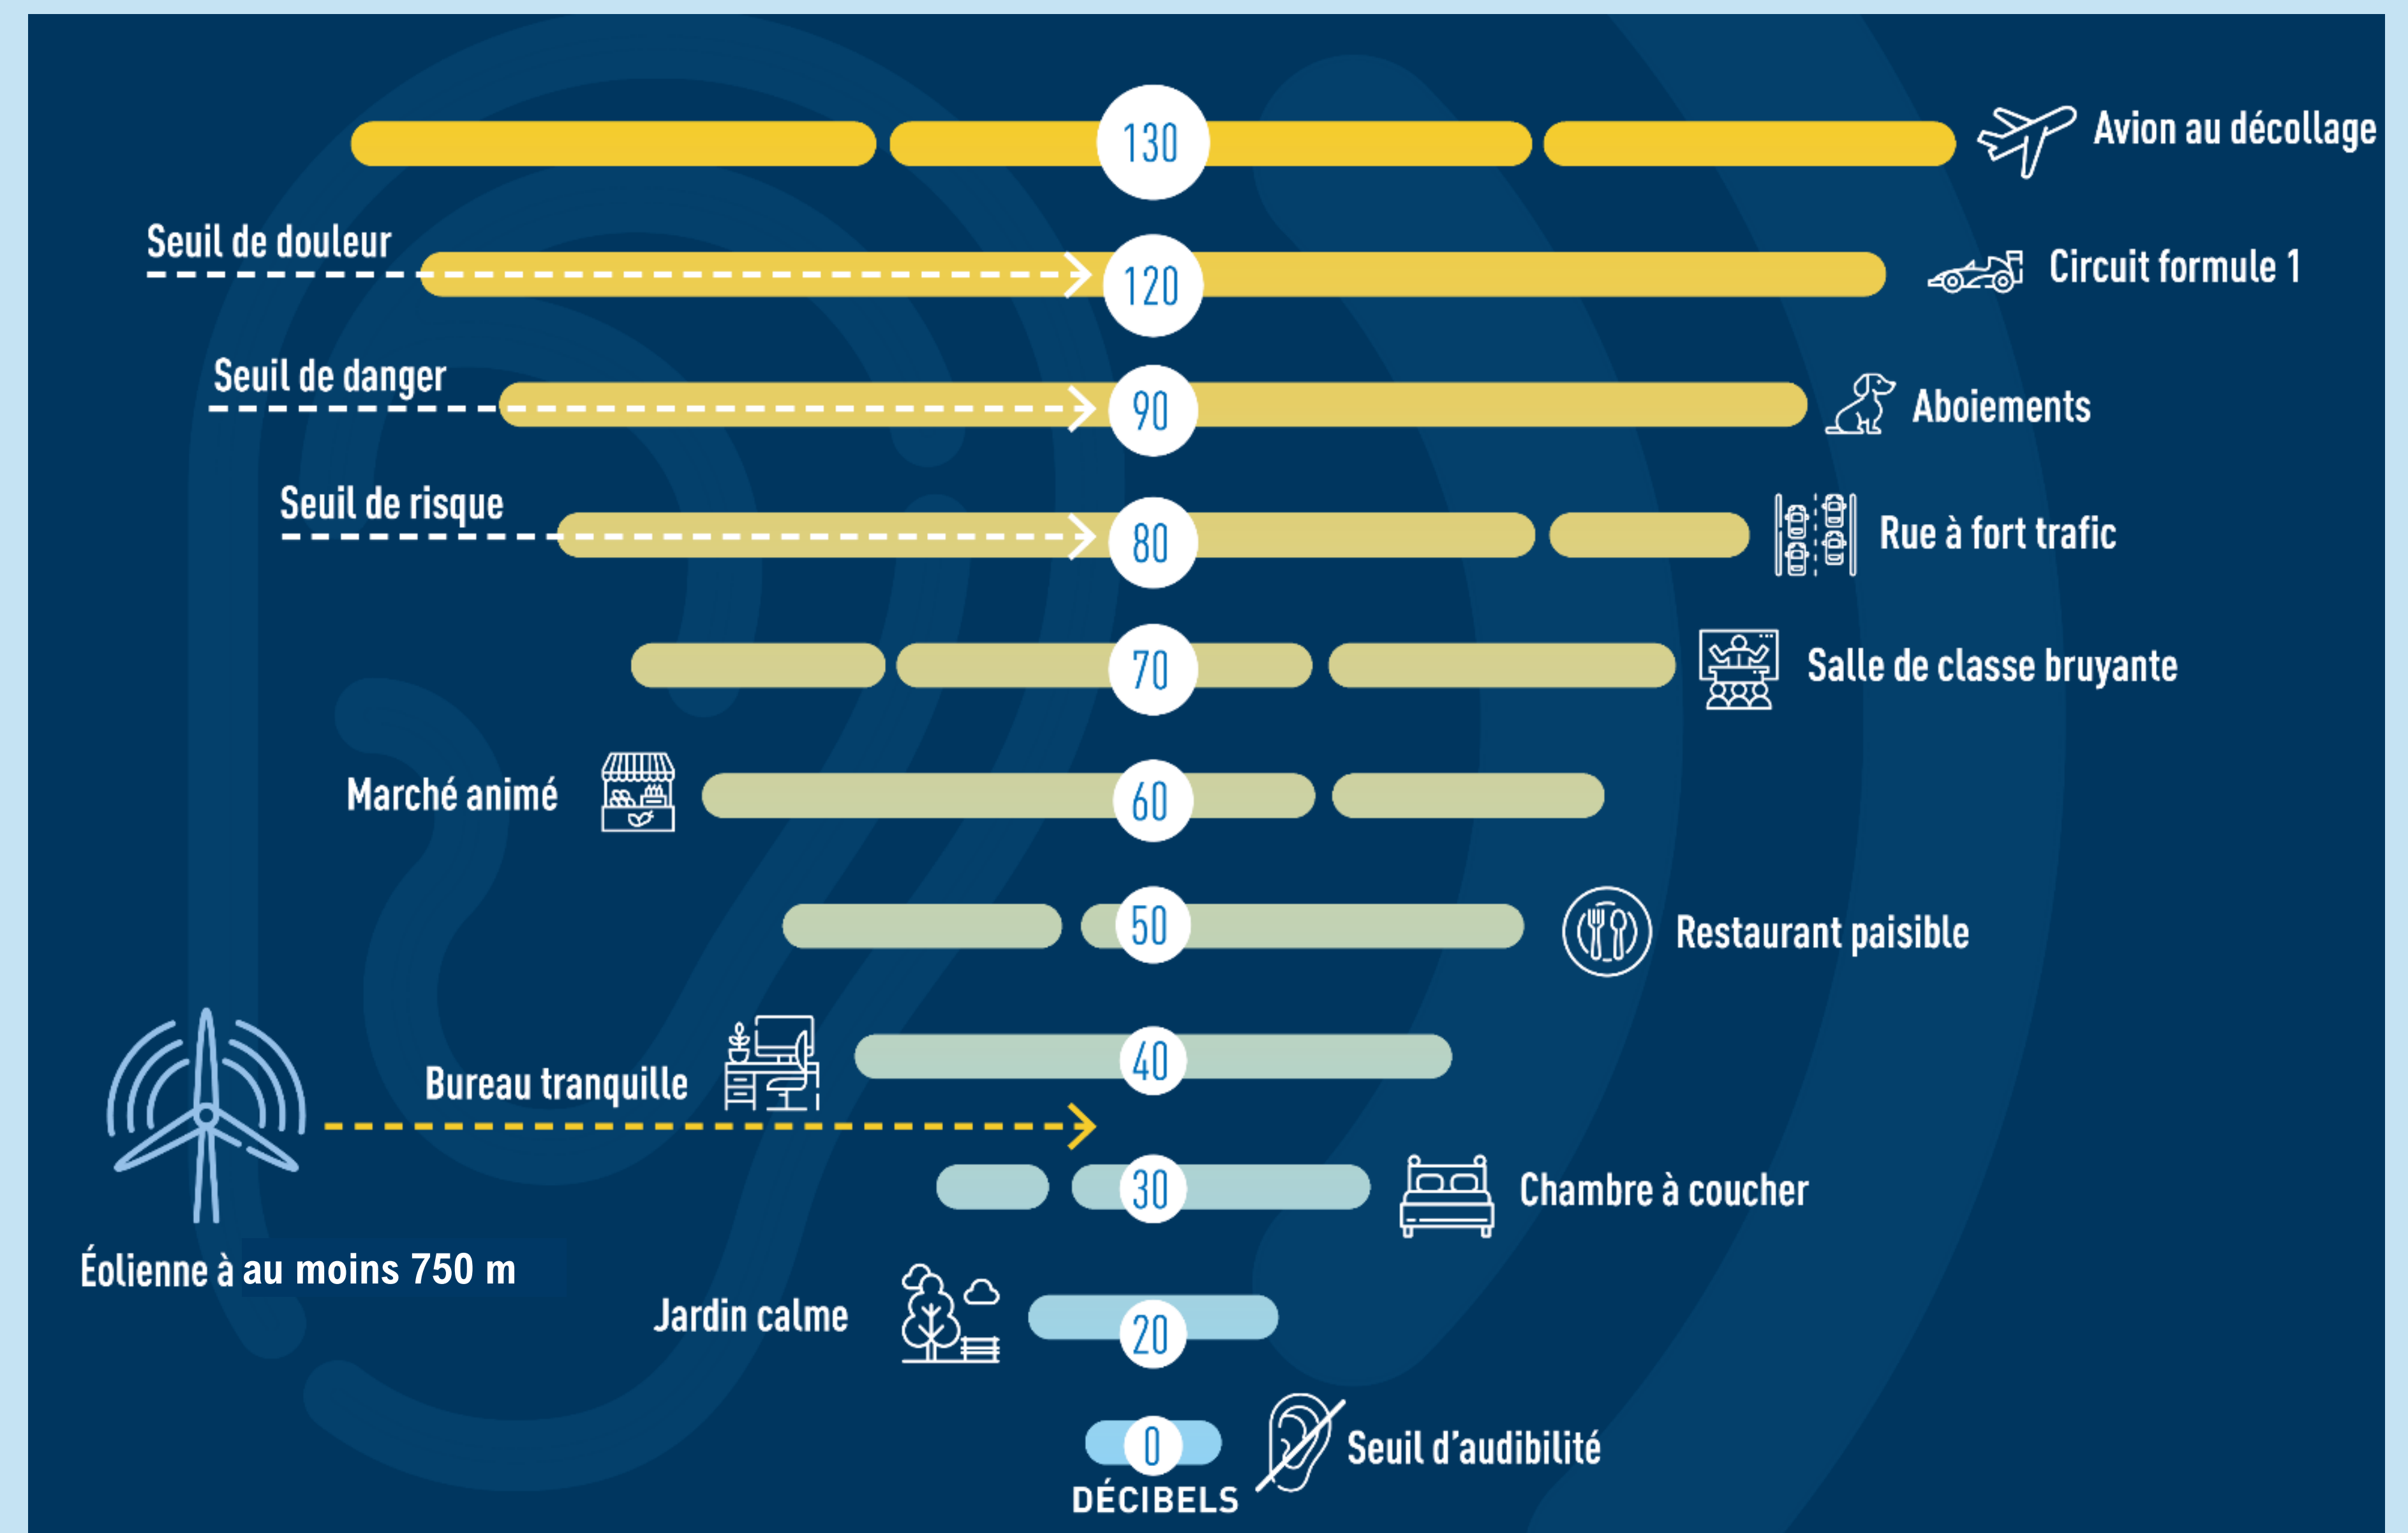 130 Avion au décollage
Seuil de douleur 120 Circuit formule 1
Seuil de danger 90 Aboiements
Seuil de risque 80 Rue à fort trafic
70 Salle de classe bruyante
Marché animé 60
50 Restaurant paisible
Bureau tranquille 40
30 Chambre à coucher
Éolienne à au moins 750 m
Jardin calme 20
0 Seuil d'audibilité
DÉCIBELS